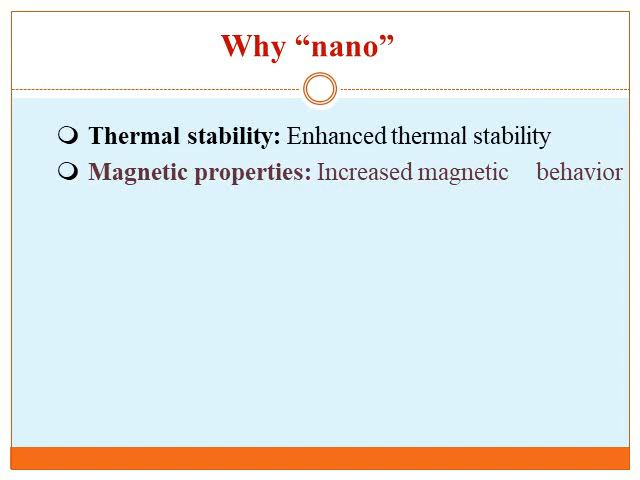 Why “nano”
❍ Thermal stability: Enhanced thermal stability
❍ Magnetic properties: Increased magnetic behavior